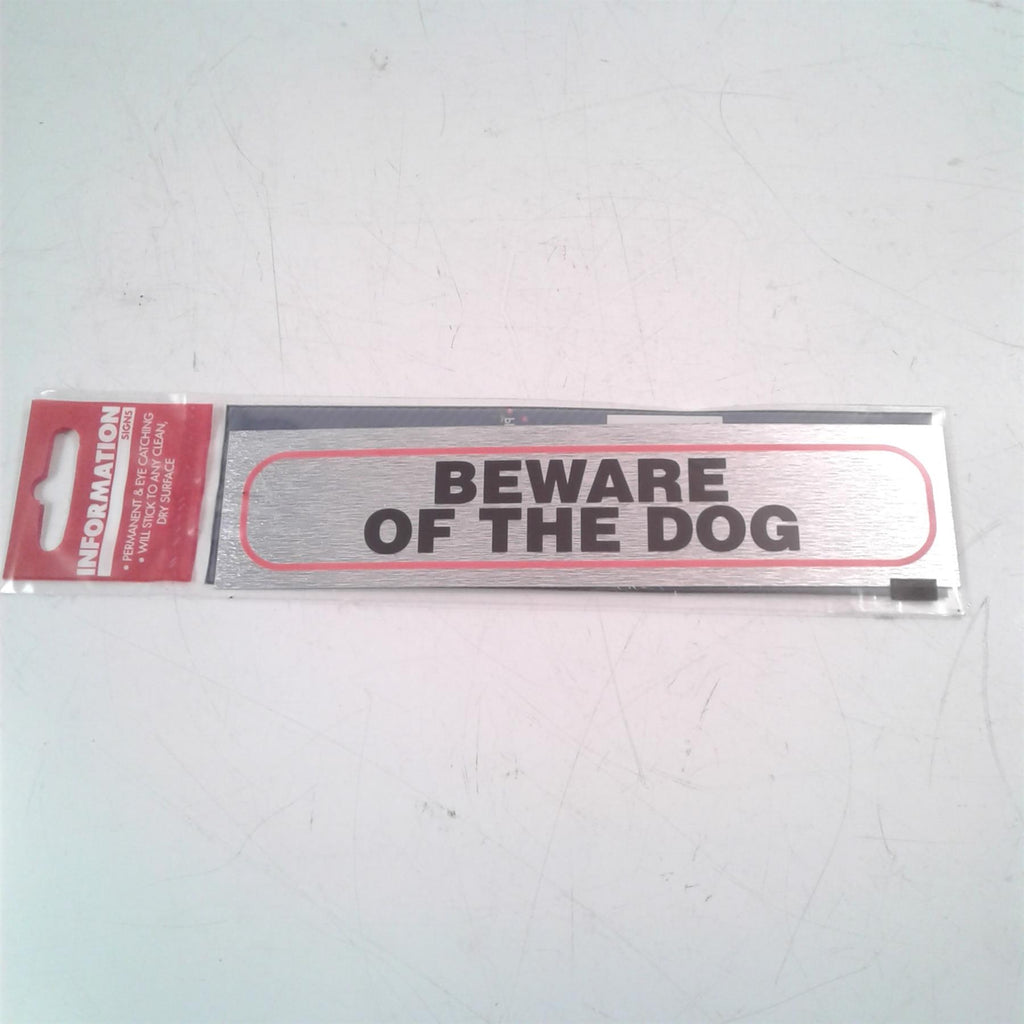 INFORMATION
SIGNS
• PERMANENT & EYE CATCHING
• WILL STICK TO ANY CLEAN,
DRY SURFACE
BEWARE
OF THE DOG